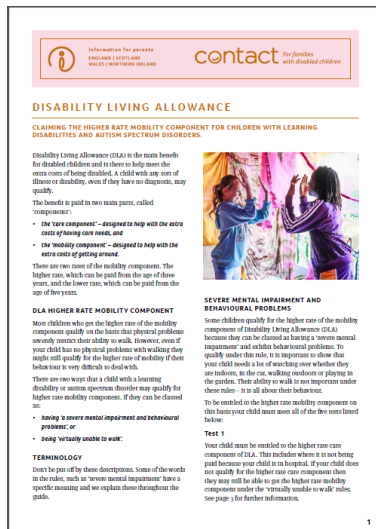 Information for parents
ENGLAND | SCOTLAND
WALES | NORTHERN IRELAND
contact
For families
with disabled children
DISABILITY LIVING ALLOWANCE
CLAIMING THE HIGHER RATE MOBILITY COMPONENT FOR CHILDREN WITH LEARNING
DISABILITIES AND AUTISM SPECTRUM DISORDERS.
Disability Living Allowance (DLA) is the main benefit
for disabled children and is there to help meet the
extra costs of being disabled. A child with any sort of
illness or disability, even if they have no diagnosis, may
qualify.
The benefit is paid in two main parts, called
'components':
• the 'care component' – designed to help with the extra
costs of having care needs, and
• the 'mobility component' – designed to help with the
extra costs of getting around.
There are two rates of the mobility component. The
higher rate, which can be paid from the age of three
years, and the lower rate, which can be paid from the
age of five years.
DLA HIGHER RATE MOBILITY COMPONENT
Most children who get the higher rate of the mobility
component qualify on the basis that physical problems
severely restrict their ability to walk. However, even if
your child has no physical problems with walking they
might still qualify for the higher rate of mobility if their
behaviour is very difficult to deal with.
There are two ways that a child with a learning
disability or autism spectrum disorder may qualify for
higher rate mobility component. If they can be classed
as:
• having 'a severe mental impairment and behavioural
problems', or
• being 'virtually unable to walk'.
TERMINOLOGY
Don't be put off by these descriptions. Some of the words
in the rules, such as 'severe mental impairment' have a
specific meaning and we explain these throughout the
guide.
SEVERE MENTAL IMPAIRMENT AND
BEHAVIOURAL PROBLEMS
Some children qualify for the higher rate of the mobility
component of Disability Living Allowance (DLA)
because they can be classed as having a 'severe mental
impairment' and exhibit behavioural problems. To
qualify under this rule, it is important to show that
your child needs a lot of watching over whether they
are indoors, in the car, walking outdoors or playing in
the garden. Their ability to walk is not important under
these rules – it is all about their behaviour.
To be entitled to the higher rate mobility component on
this basis your child must meet all of the five tests listed
below:
Test 1
Your child must be entitled to the higher rate care
component of DLA. This includes where it is not being
paid because your child is in hospital. If your child does
not qualify for the higher rate care component then
they may still be able to get the higher rate mobility
component under the 'virtually unable to walk' rules.
See page 3 for further information.
1